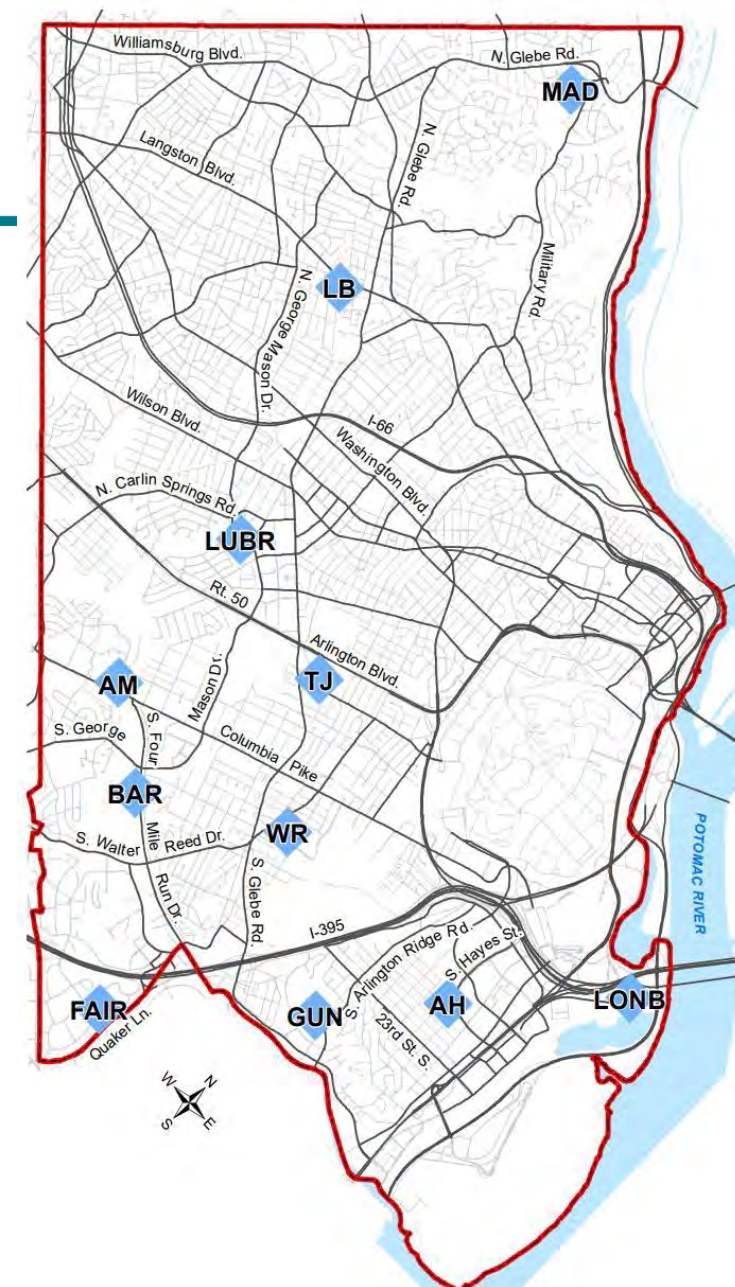 Williamsburg Blvd.
N. Glebe Rd.
MAD
Langston Blvd.
N. Glebe Rd.
Military Rd.
LB
N. George Mason Dr.
Wilson Blvd.
I-66
Washington Blvd.
N. Carlin Springs Rd.
LUBR
Rt. 50
Arlington Blvd.
AM
TJ
S. George
Mason Dr.
S. Four
Columbia Pike
BAR
Mile
WR
S. Walter Reed Dr.
Run Dr.
S. Glebe Rd.
POTOMAC RIVER
I-395
S. Arlington Ridge Rd.
S. Hayes St.
FAIR
GUN
AH
LONB
23rd St. S.
Quaker Ln.
W
N
S
E